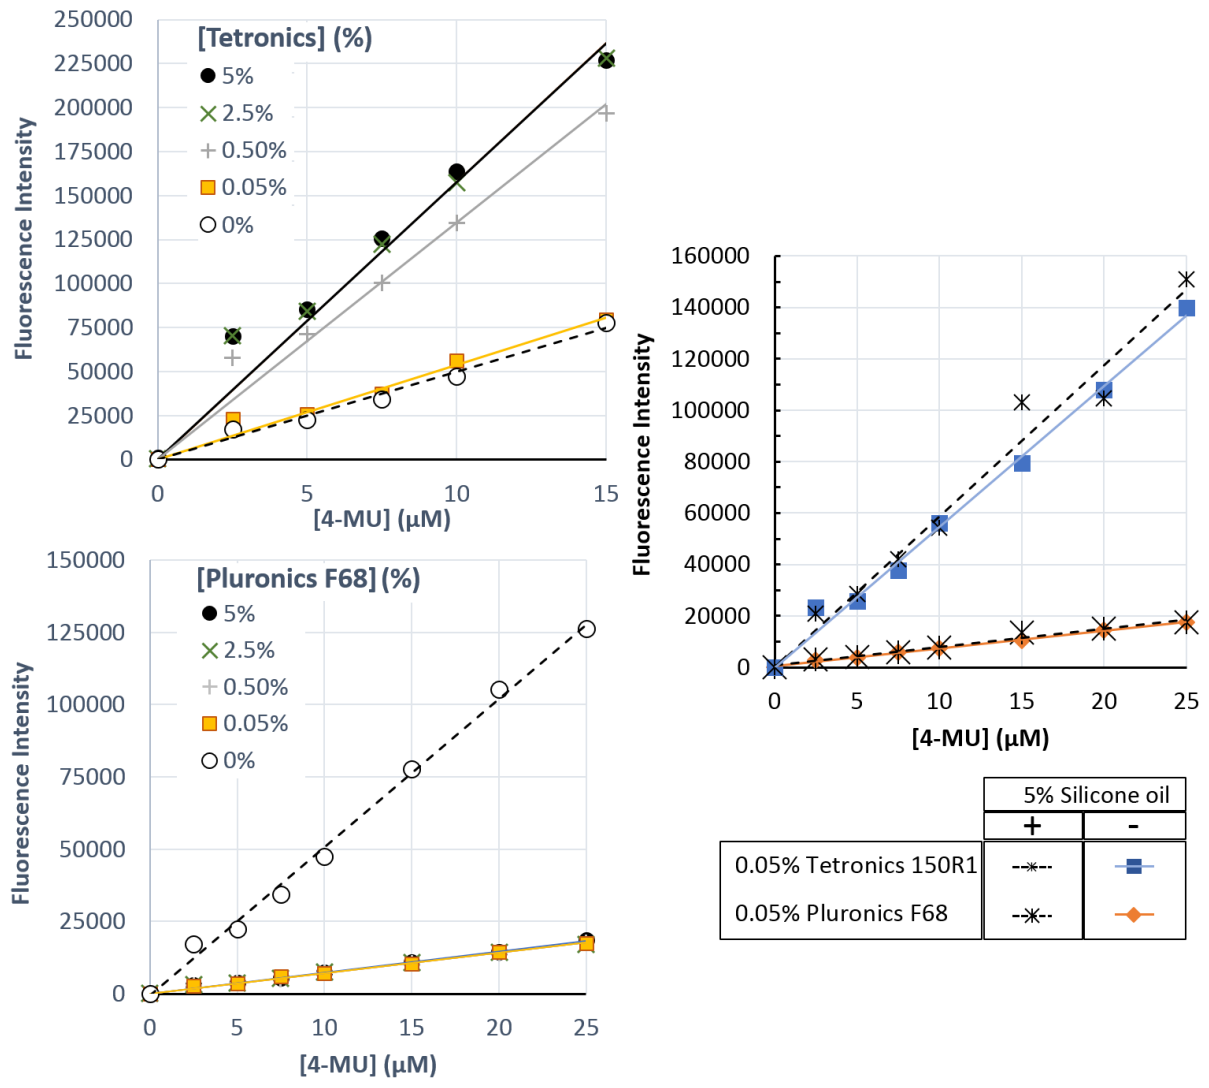 [Tetronics] (%)
5%
2.5%
0.50%
0.05%
0%
Fluorescence Intensity
250000
225000
200000
175000
150000
125000
100000
75000
50000
25000
0
0 5 10 15
[4-MU] (µM)
[Pluronics F68] (%)
5%
2.5%
0.50%
0.05%
0%
Fluorescence Intensity
150000
125000
100000
75000
50000
25000
0
0 5 10 15 20 25
[4-MU] (µM)
Fluorescence Intensity
160000
140000
120000
100000
80000
60000
40000
20000
0
0 5 10 15 20 25
[4-MU] (µM)
5% Silicone oil
+ -
0.05% Tetronics 150R1
0.05% Pluronics F68